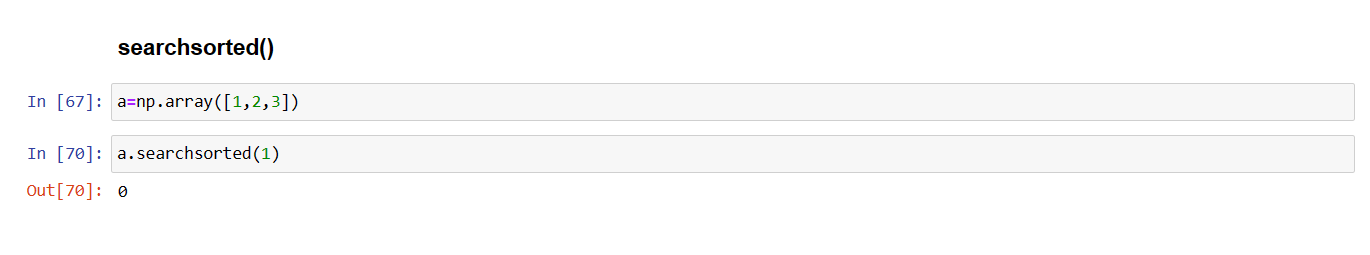 searchsorted()
In [67]: a=np.array([1,2,3])
In [70]: a.searchsorted(1)
Out[70]: 0